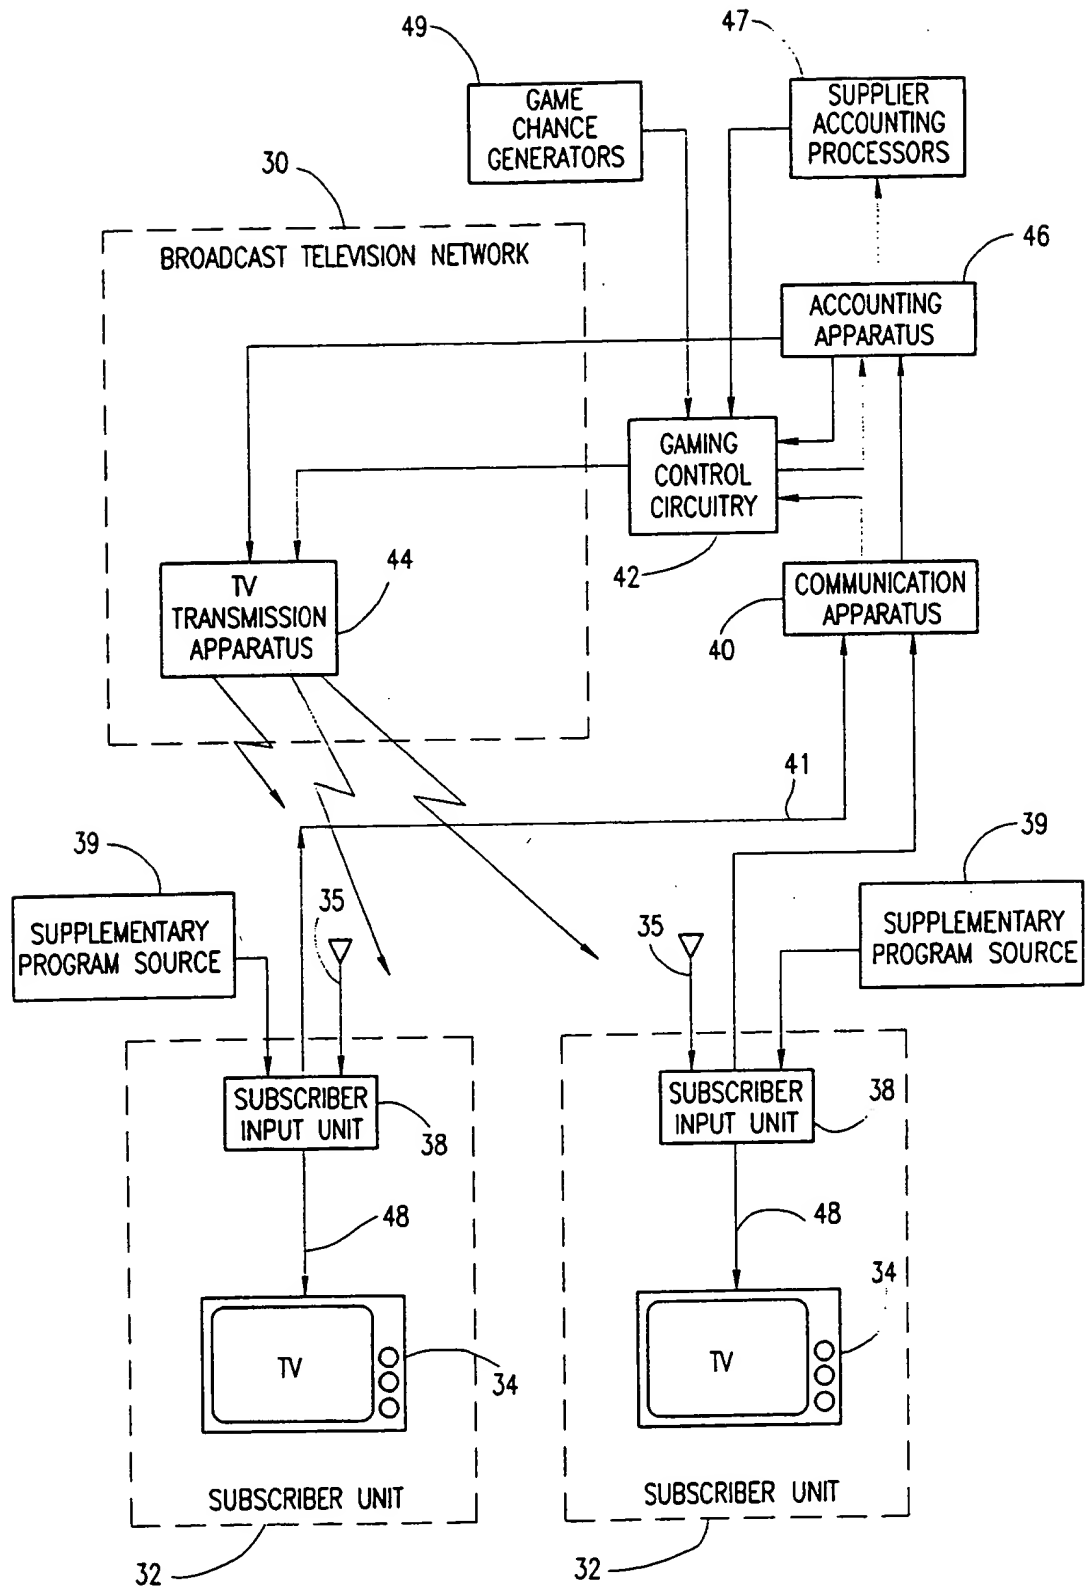 49
47
GAME
CHANCE
GENERATORS
SUPPLIER
ACCOUNTING
PROCESSORS
30
BROADCAST TELEVISION NETWORK
46
ACCOUNTING
APPARATUS
GAMING
CONTROL
CIRCUITRY
42
44
TV
TRANSMISSION
APPARATUS
COMMUNICATION
APPARATUS
40
41
39
SUPPLEMENTARY
PROGRAM SOURCE
35
35
39
SUPPLEMENTARY
PROGRAM SOURCE
SUBSCRIBER
INPUT UNIT
38
SUBSCRIBER
INPUT UNIT
38
48
48
TV
34
TV
34
SUBSCRIBER UNIT
SUBSCRIBER UNIT
32
32